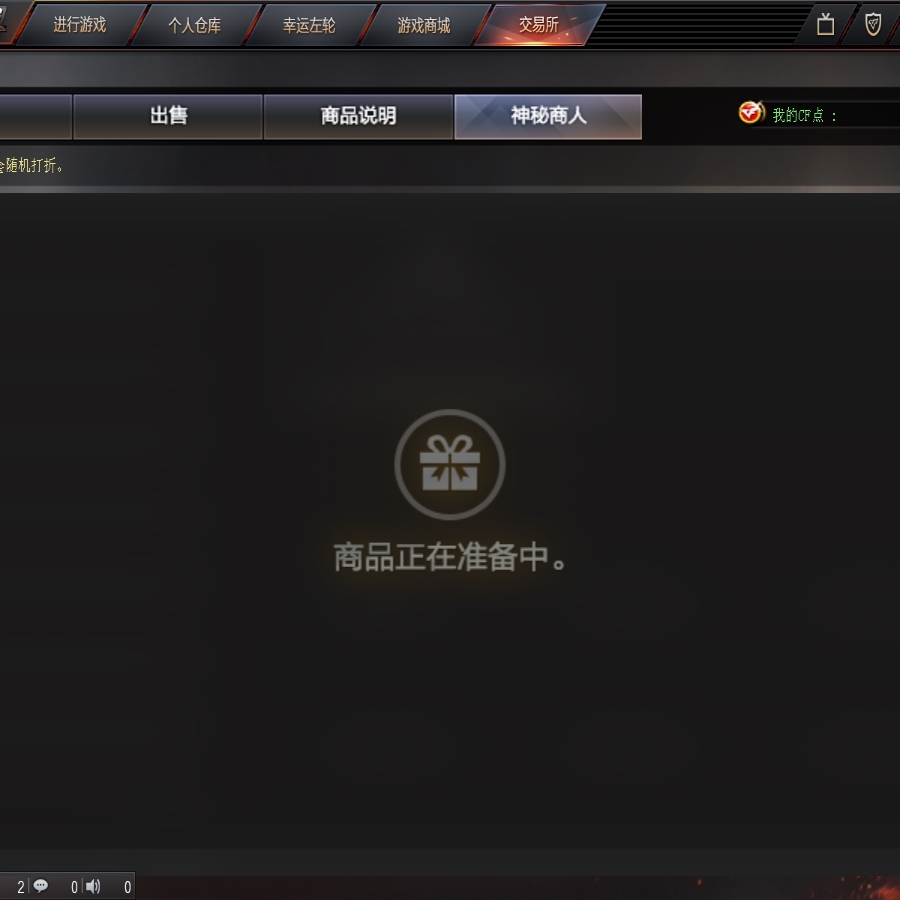 进行游戏
个人仓库
幸运左轮
游戏商城
交易所
出售
商品说明
神秘商人
我的CF点：
随机打折。
商品正在准备中。
2 0 0